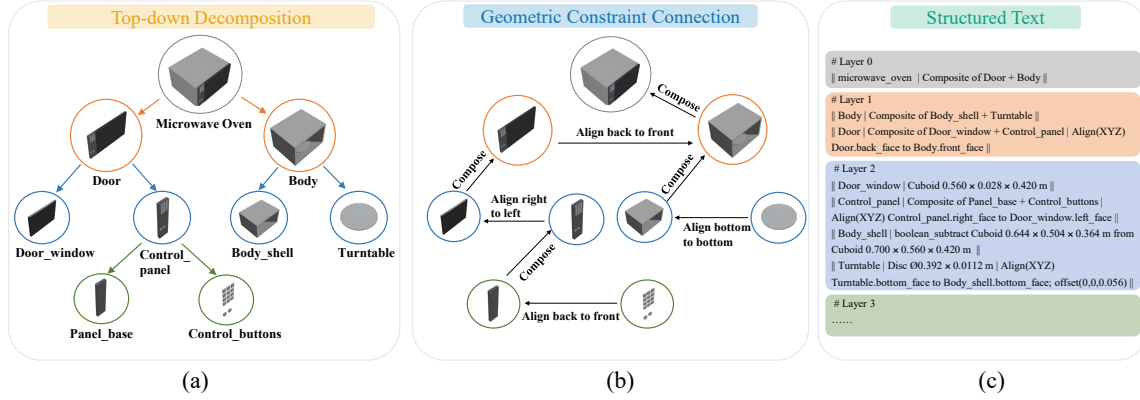 Top-down Decomposition
Microwave Oven
Door
Body
Door_window
Control_
panel
Body_shell
Turntable
Panel_base
Control_buttons
(a)
Geometric Constraint Connection
Compose
Align back to front
Compose
Compose
Align right
to left
Align bottom
to bottom
Compose
Align back to front
(b)
Structured Text
# Layer 0
‖ microwave_oven | Composite of Door + Body ‖
# Layer 1
‖ Body | Composite of Body_shell + Turntable ‖
‖ Door | Composite of Door_window + Control_panel | Align(XYZ)
Door.back_face to Body.front_face ‖
# Layer 2
‖ Door_window | Cuboid 0.560 × 0.028 × 0.420 m ‖
‖ Control_panel | Composite of Panel_base + Control_buttons |
Align(XYZ) Control_panel.right_face to Door_window.left_face ‖
‖ Body_shell | boolean_subtract Cuboid 0.644 × 0.504 × 0.364 m from
Cuboid 0.700 × 0.560 × 0.420 m ‖
‖ Turntable | Disc Ø0.392 × 0.0112 m | Align(XYZ)
Turntable.bottom_face to Body_shell.bottom_face; offset(0,0,0.056) ‖
# Layer 3
……
(c)